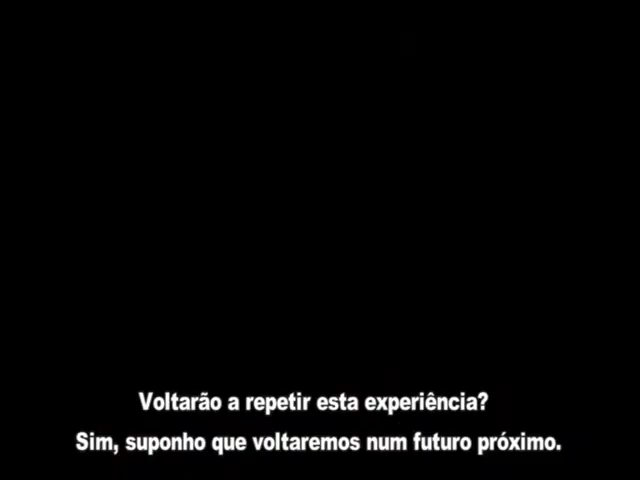 Voltarão a repetir esta experiência?
Sim, suponho que voltaremos num futuro próximo.